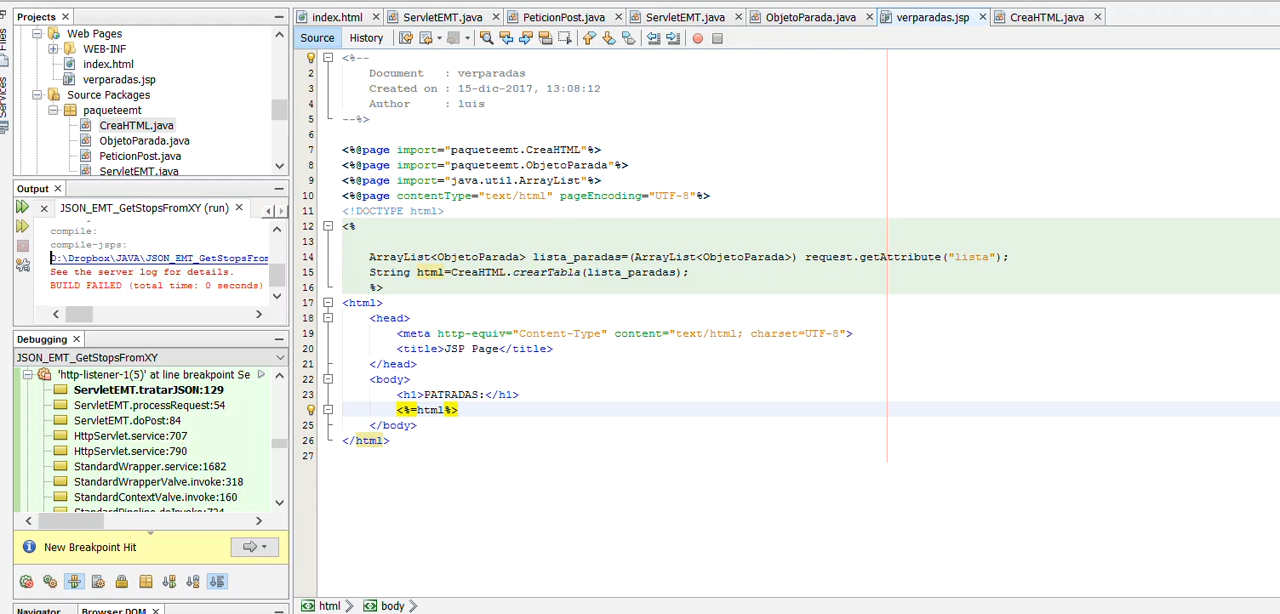 Projects
Web Pages
WEB-INF
index.html
verparadas.jsp
Source Packages
paqueteemt
CreaHTML.java
ObjetoParada.java
PeticionPost.java
ServletEMT.java
Files
Services
Output
JSON_EMT_GetStopsFromXY (run)
compile:
compile-jsps:
D:\Dropbox\JAVA\JSON_EMT_GetStopsFrom
See the server log for details.
BUILD FAILED (total time: 0 seconds)
Debugging
JSON_EMT_GetStopsFromXY
'http-listener-1(5)' at line breakpoint Se
ServletEMT.tratarJSON:129
ServletEMT.processRequest:54
ServletEMT.doPost:84
HttpServlet.service:707
HttpServlet.service:790
StandardWrapper.service:1682
StandardWrapperValve.invoke:318
StandardContextValve.invoke:160
StandardPipeline.doInvoke:734
New Breakpoint Hit
Navigator
Browser DOM
index.html ServletEMT.java PeticionPost.java ServletEMT.java ObjetoParada.java verparadas.jsp CreaHTML.java
Source History
<%--
2 Document : verparadas
3 Created on : 15-dic-2017, 13:08:12
4 Author : luis
5 --%>
6
7 <%@page import="paqueteemt.CreaHTML"%>
8 <%@page import="paqueteemt.ObjetoParada"%>
9 <%@page import="java.util.ArrayList"%>
10 <%@page contentType="text/html" pageEncoding="UTF-8"%>
11 <!DOCTYPE html>
12 <%
13
14 ArrayList<ObjetoParada> lista_paradas=(ArrayList<ObjetoParada>) request.getAttribute("lista");
15 String html=CreaHTML.crearTabla(lista_paradas);
16 %>
17 <html>
18 <head>
19 <meta http-equiv="Content-Type" content="text/html; charset=UTF-8">
20 <title>JSP Page</title>
21 </head>
22 <body>
23 <h1>PATRADAS:</h1>
<%=html%>
25 </body>
26 </html>
27
html body